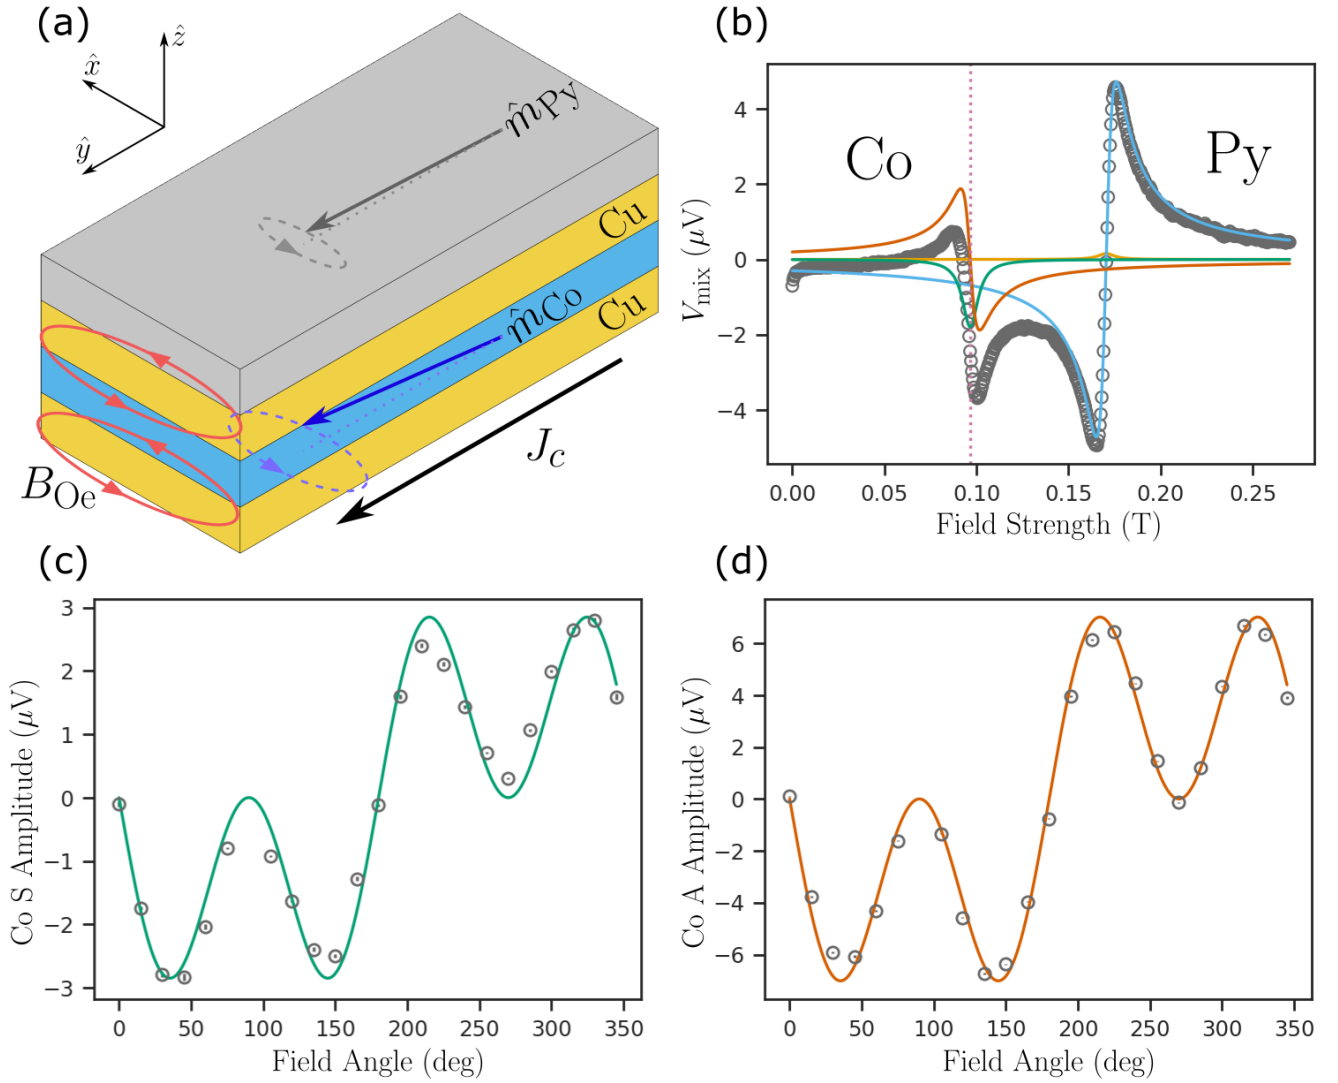 (a)
ẑ
x̂
ŷ
m̂Py
Cu
m̂Co
Cu
J_c
B_Oe
(b)
Co
Py
V_mix (μV)
4
2
0
−2
−4
0.00 0.05 0.10 0.15 0.20 0.25
Field Strength (T)
(c)
Co S Amplitude (μV)
3
2
1
0
−1
−2
−3
0 50 100 150 200 250 300 350
Field Angle (deg)
(d)
Co A Amplitude (μV)
6
4
2
0
−2
−4
−6
0 50 100 150 200 250 300 350
Field Angle (deg)